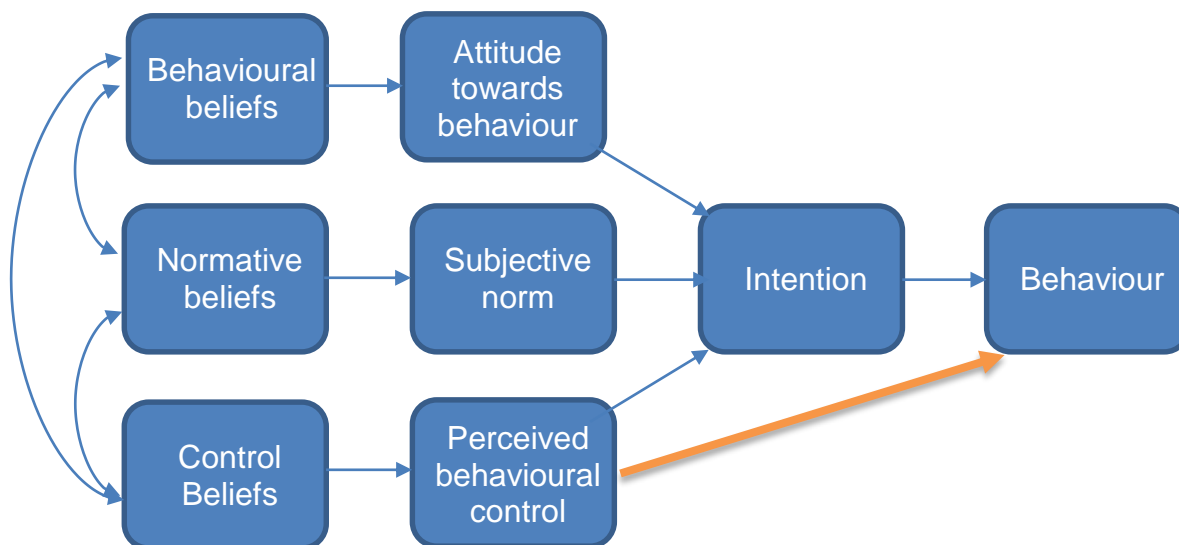 Behavioural
beliefs
Attitude
towards
behaviour
Normative
beliefs
Subjective
norm
Intention
Behaviour
Control
Beliefs
Perceived
behavioural
control